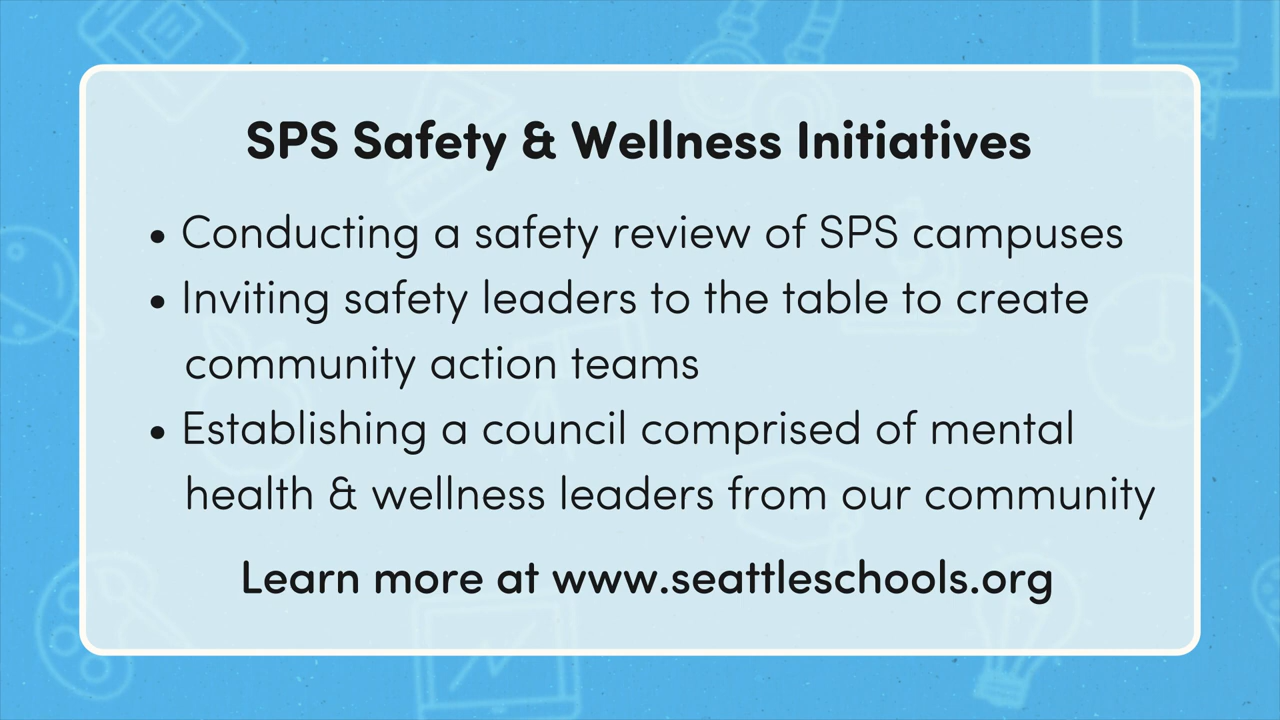 SPS Safety & Wellness Initiatives
• Conducting a safety review of SPS campuses
• Inviting safety leaders to the table to create
community action teams
• Establishing a council comprised of mental
health & wellness leaders from our community
Learn more at www.seattleschools.org